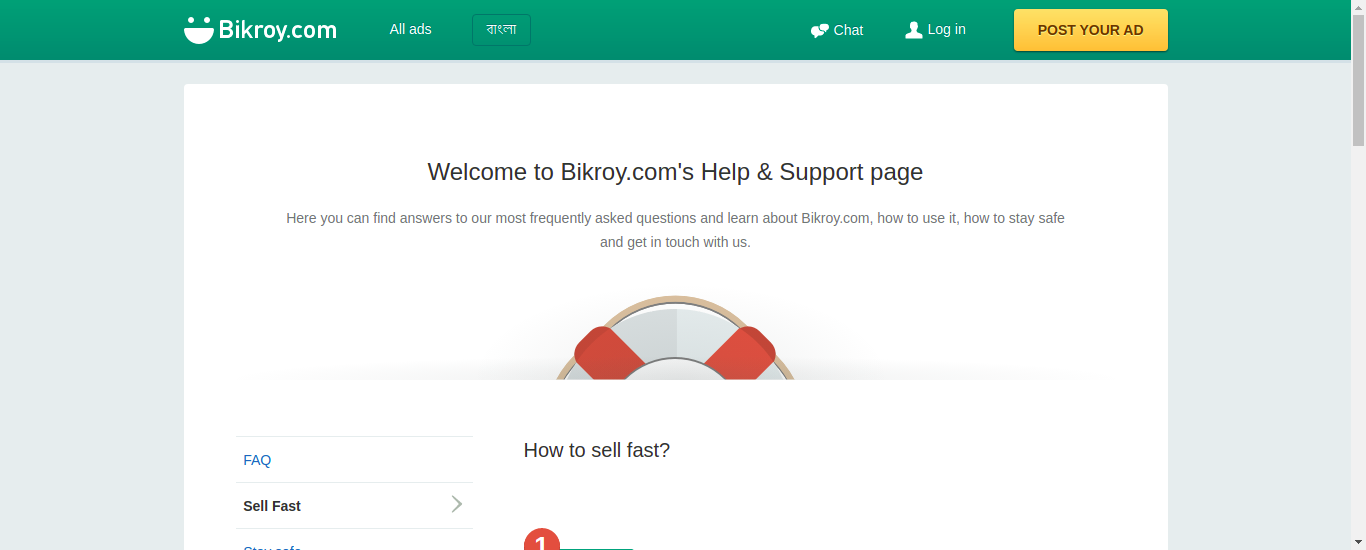 Bikroy.com
All ads
বাংলা
Chat
Log in
POST YOUR AD
Welcome to Bikroy.com's Help & Support page
Here you can find answers to our most frequently asked questions and learn about Bikroy.com, how to use it, how to stay safe
and get in touch with us.
FAQ
Sell Fast
Stay safe
How to sell fast?
1